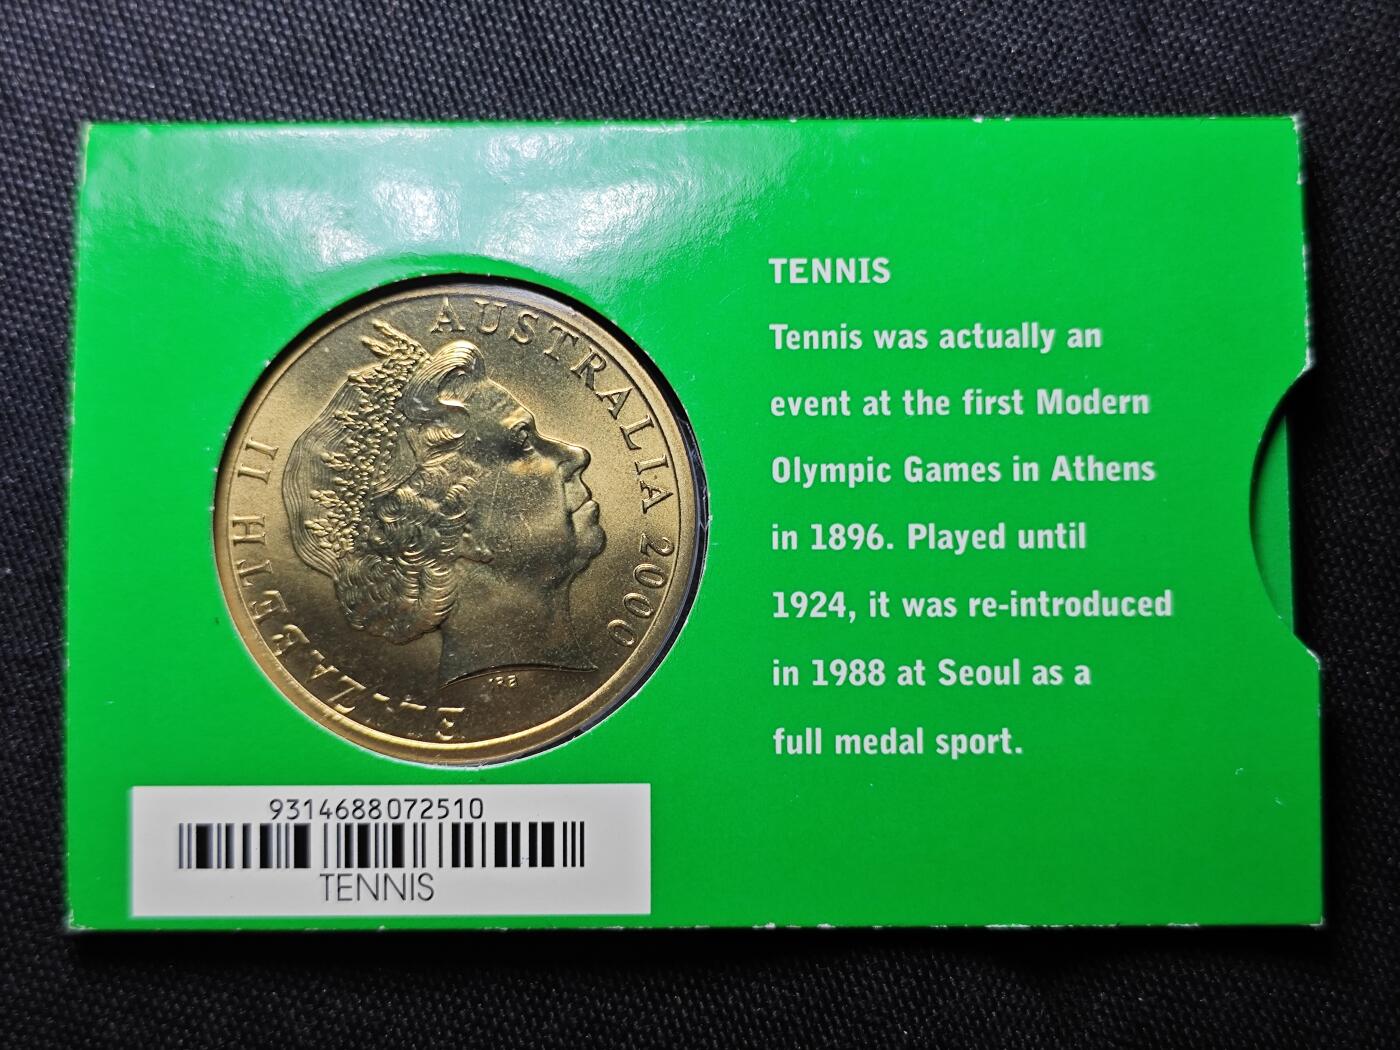 ELIZABETH II
AUSTRALIA 2000
TENNIS
Tennis was actually an
event at the first Modern
Olympic Games in Athens
in 1896. Played until
1924, it was re-introduced
in 1988 at Seoul as a
full medal sport.
9314688072510
TENNIS